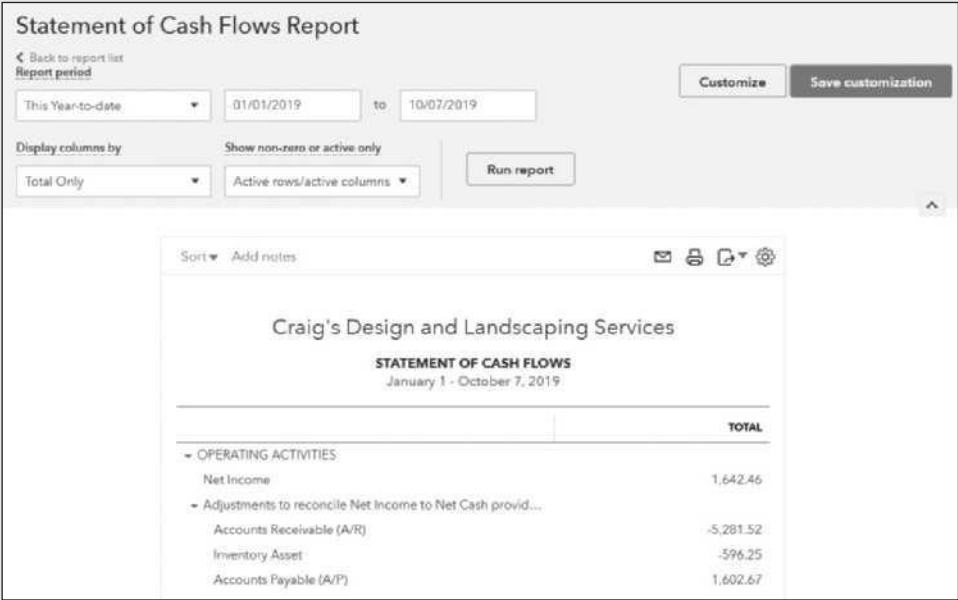 Statement of Cash Flows Report
Back to report list
Report period
This Year-to-date 01/01/2019 to 10/07/2019
Customize Save customization
Display columns by Show non-zero or active only
Total Only Active rows/active columns Run report
Sort Add notes
Craig's Design and Landscaping Services
STATEMENT OF CASH FLOWS
January 1 - October 7, 2019
TOTAL
OPERATING ACTIVITIES
Net Income 1,642.46
Adjustments to reconcile Net Income to Net Cash provid...
Accounts Receivable (A/R) -5,281.52
Inventory Asset -596.25
Accounts Payable (A/P) 1,602.67